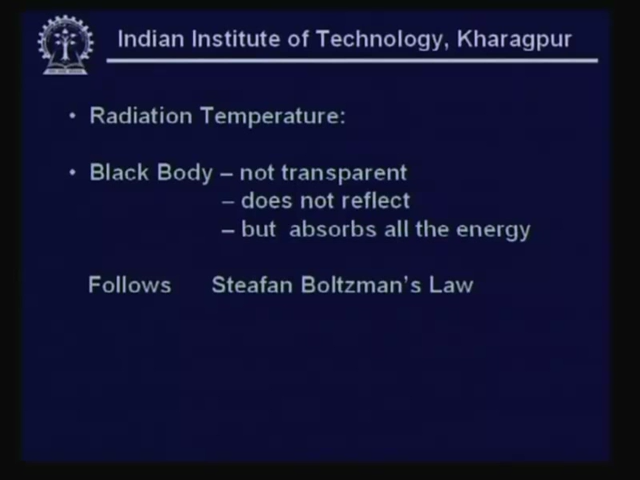 Indian Institute of Technology, Kharagpur
• Radiation Temperature:
• Black Body – not transparent
– does not reflect
– but absorbs all the energy
Follows Steafan Boltzman's Law